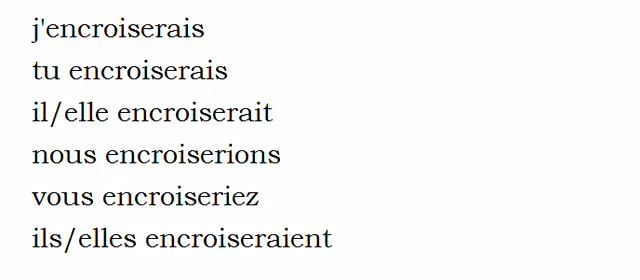 j'encroiserais
tu encroiserais
il/elle encroiserait
nous encroiserions
vous encroiseriez
ils/elles encroiseraient